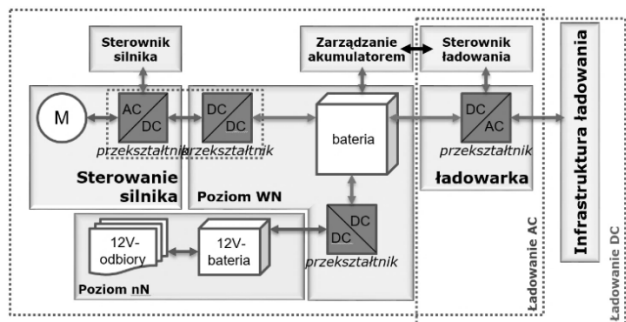 Sterownik
silnika
Zarządzanie
akumulatorem
Sterownik
ładowania
M
AC
DC
przekształtnik
DC
DC
przekształtnik
bateria
DC
AC
przekształtnik
Sterowanie
silnika
Poziom WN
ładowarka
DC
DC
przekształtnik
12V-
odbiory
12V-
bateria
Poziom nN
Infrastruktura ładowania
Ładowanie AC
Ładowanie DC